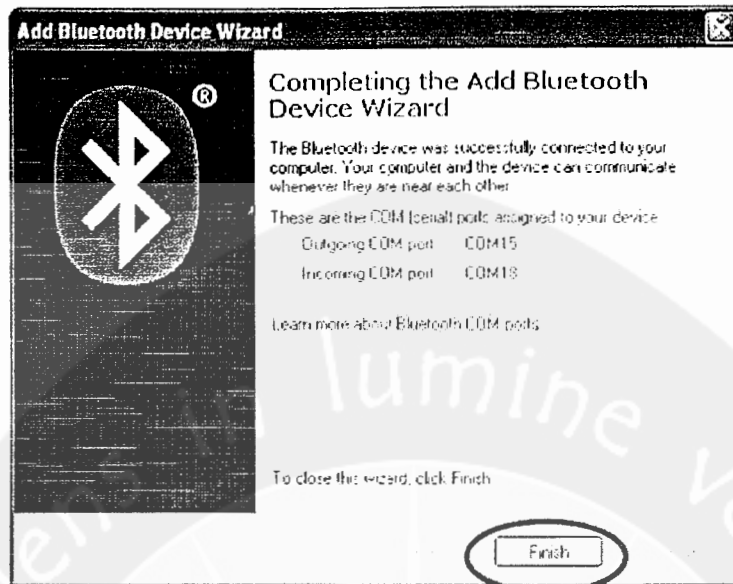 Add Bluetooth Device Wizard
®
Completing the Add Bluetooth
Device Wizard
The Bluetooth device was successfully connected to your
computer. Your computer and the device can communicate
whenever they are near each other
These are the COM (serial) ports assigned to your device
Outgoing COM port COM15
Incoming COM port
Learn more about Bluetooth COM ports
lumine
To close this wizard, click Finish
Finish